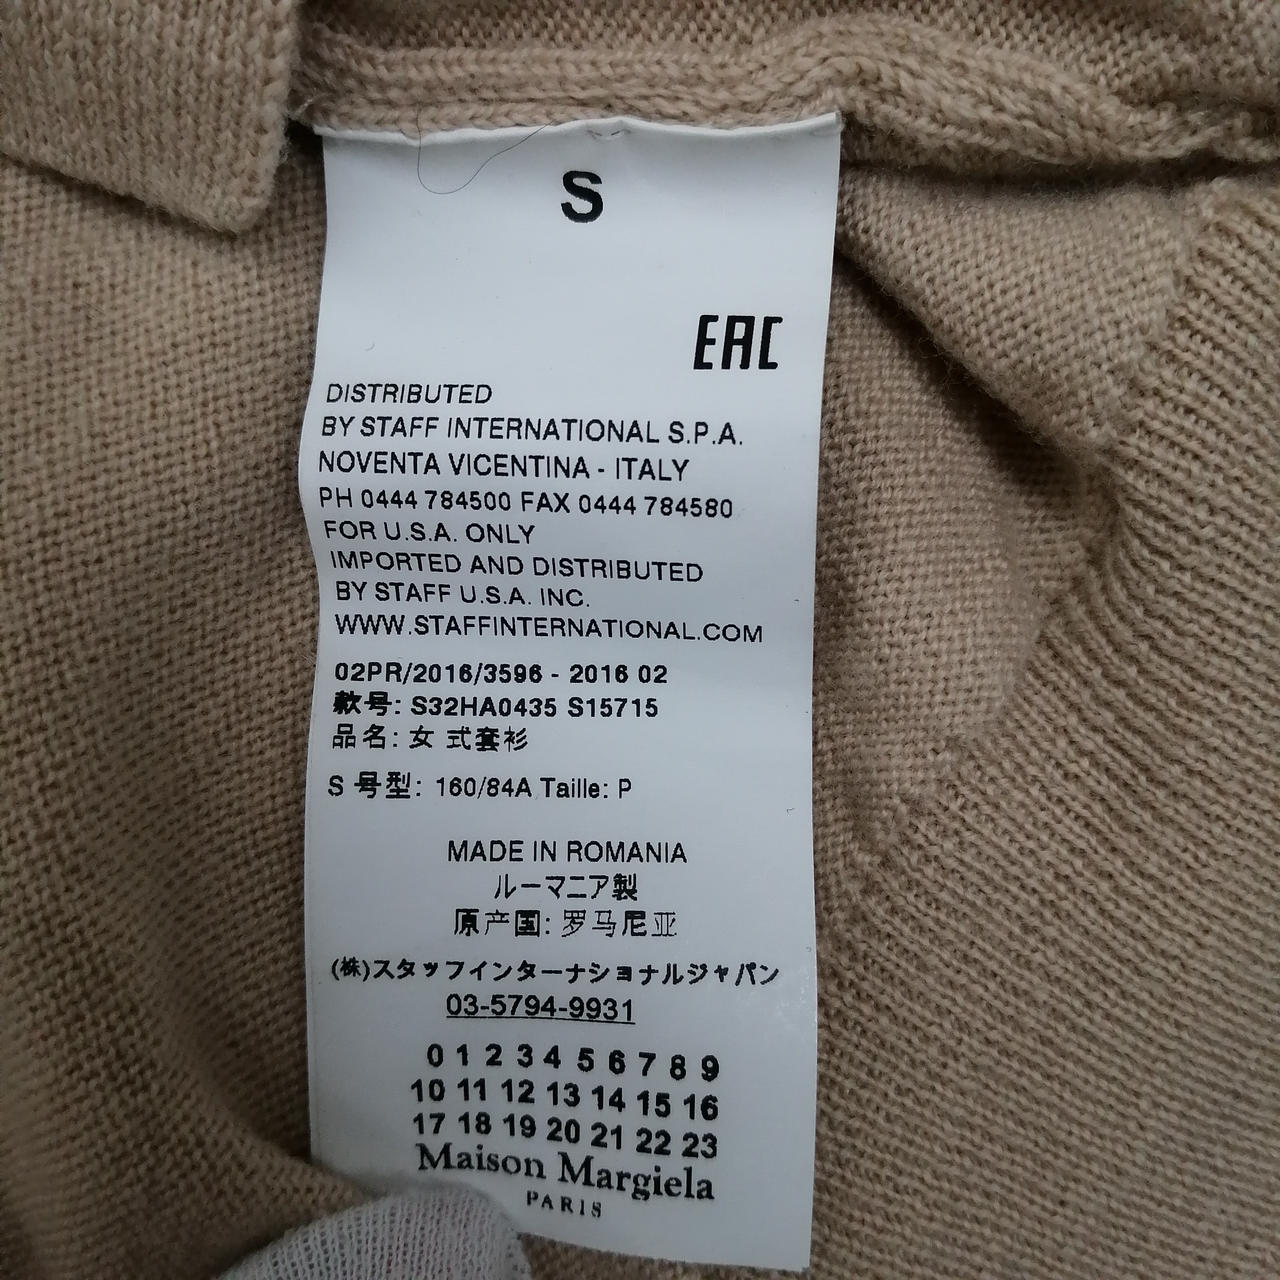 S
EAC
DISTRIBUTED
BY STAFF INTERNATIONAL S.P.A.
NOVENTA VICENTINA - ITALY
PH 0444 784500 FAX 0444 784580
FOR U.S.A. ONLY
IMPORTED AND DISTRIBUTED
BY STAFF U.S.A. INC.
WWW.STAFFINTERNATIONAL.COM
02PR/2016/3596 - 2016 02
款号: S32HA0435 S15715
品名: 女 式套衫
S 号型: 160/84A Taille: P
MADE IN ROMANIA
ルーマニア製
原产国: 罗马尼亚
(株)スタッフインターナショナルジャパン
03-5794-9931
0 1 2 3 4 5 6 7 8 9
10 11 12 13 14 15 16
17 18 19 20 21 22 23
Maison Margiela
PARIS